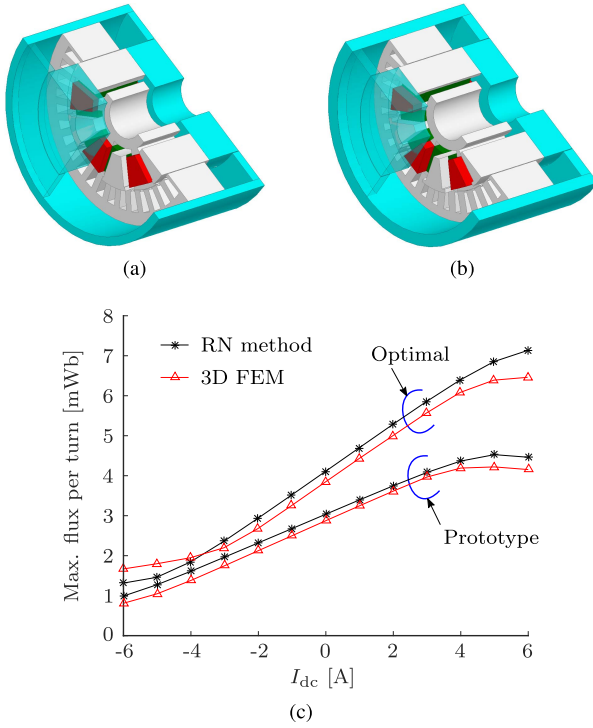 (a)
(b)
8
7
6
5
4
3
2
1
0
Max. flux per turn [mWb]
RN method
3D FEM
Optimal
Prototype
-6
-4
-2
0
2
4
6
I_dc [A]
(c)